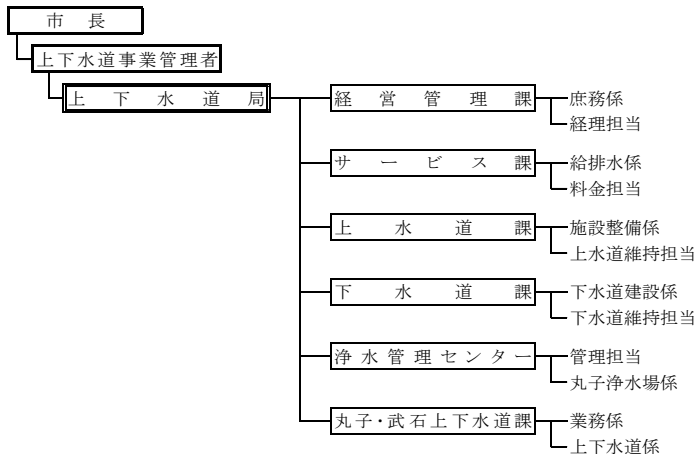 市長
上下水道事業管理者
上下水道局
経営管理課
庶務係
経理担当
サービス課
給排水係
料金担当
上水道課
施設整備係
上水道維持担当
下水道課
下水道建設係
下水道維持担当
浄水管理センター
管理担当
丸子浄水場係
丸子・武石上下水道課
業務係
上下水道係